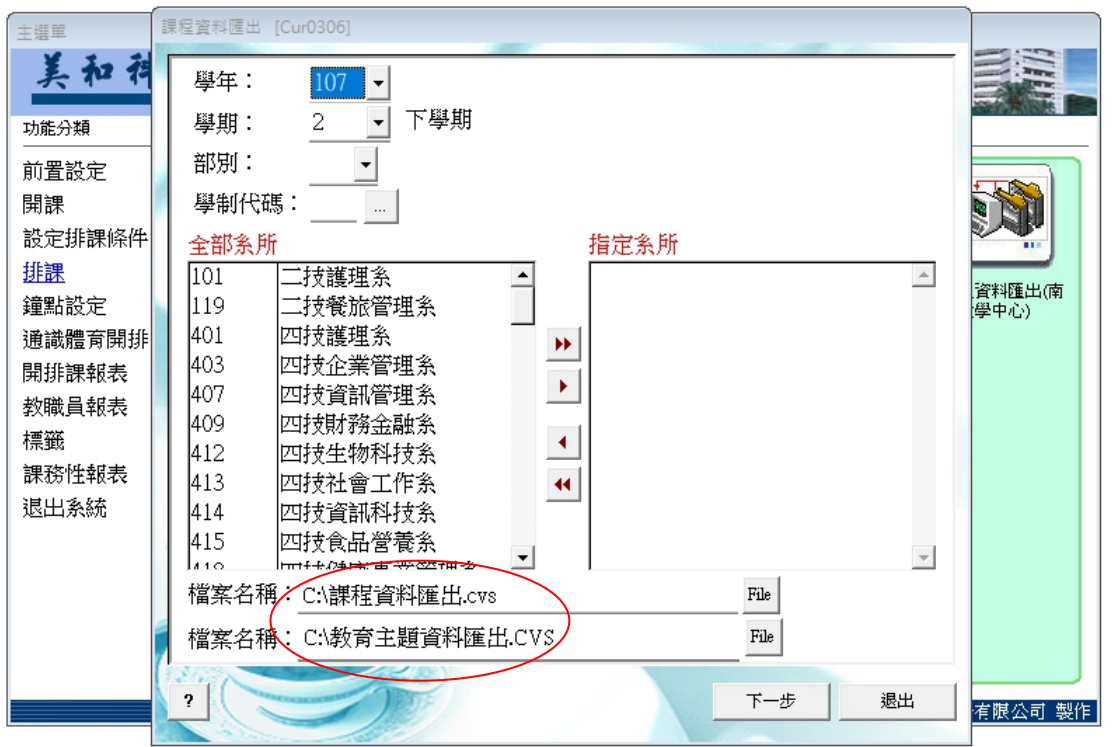 主選單
美和科
功能分類
前置設定
開課
設定排課條件
排課
鐘點設定
通識體育開排
開排課報表
教職員報表
標籤
課務性報表
退出系統
課程資料匯出 [Cur0306]
學年： 107
學期： 2 下學期
部別：
學制代碼： ...
全部系所
101 二技護理系
119 二技餐旅管理系
401 四技護理系
403 四技企業管理系
407 四技資訊管理系
409 四技財務金融系
412 四技生物科技系
413 四技社會工作系
414 四技資訊科技系
415 四技食品營養系
指定系所
檔案名稱： C:\課程資料匯出.cvs File
檔案名稱： C:\教育主題資料匯出.CVS File
? 下一步 退出
資料匯出(南
學中心)
有限公司 製作